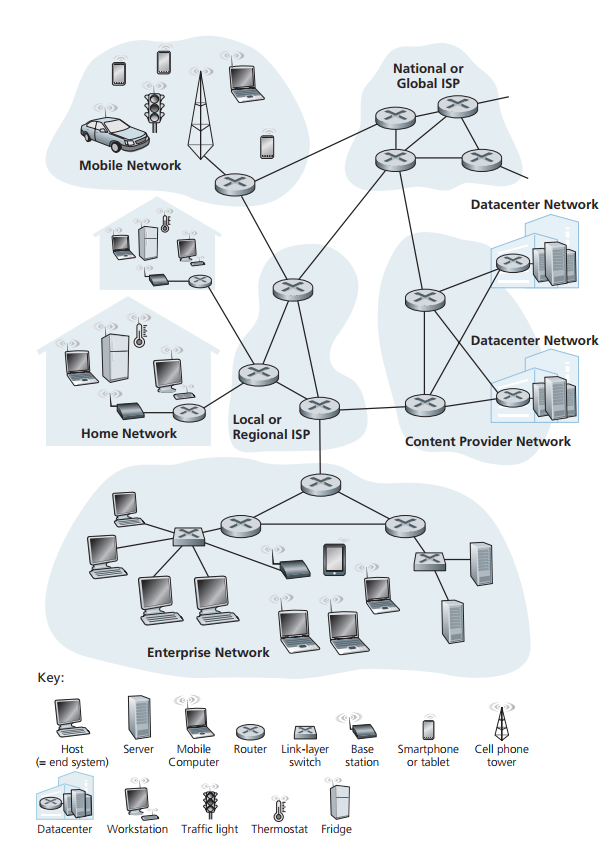 National or
Global ISP
Mobile Network
Datacenter Network
Datacenter Network
Home Network
Local or
Regional ISP
Content Provider Network
Enterprise Network
Key:
Host
(= end system)
Server
Mobile
Computer
Router
Link-layer
switch
Base
station
Smartphone
or tablet
Cell phone
tower
Datacenter
Workstation
Traffic light
Thermostat
Fridge